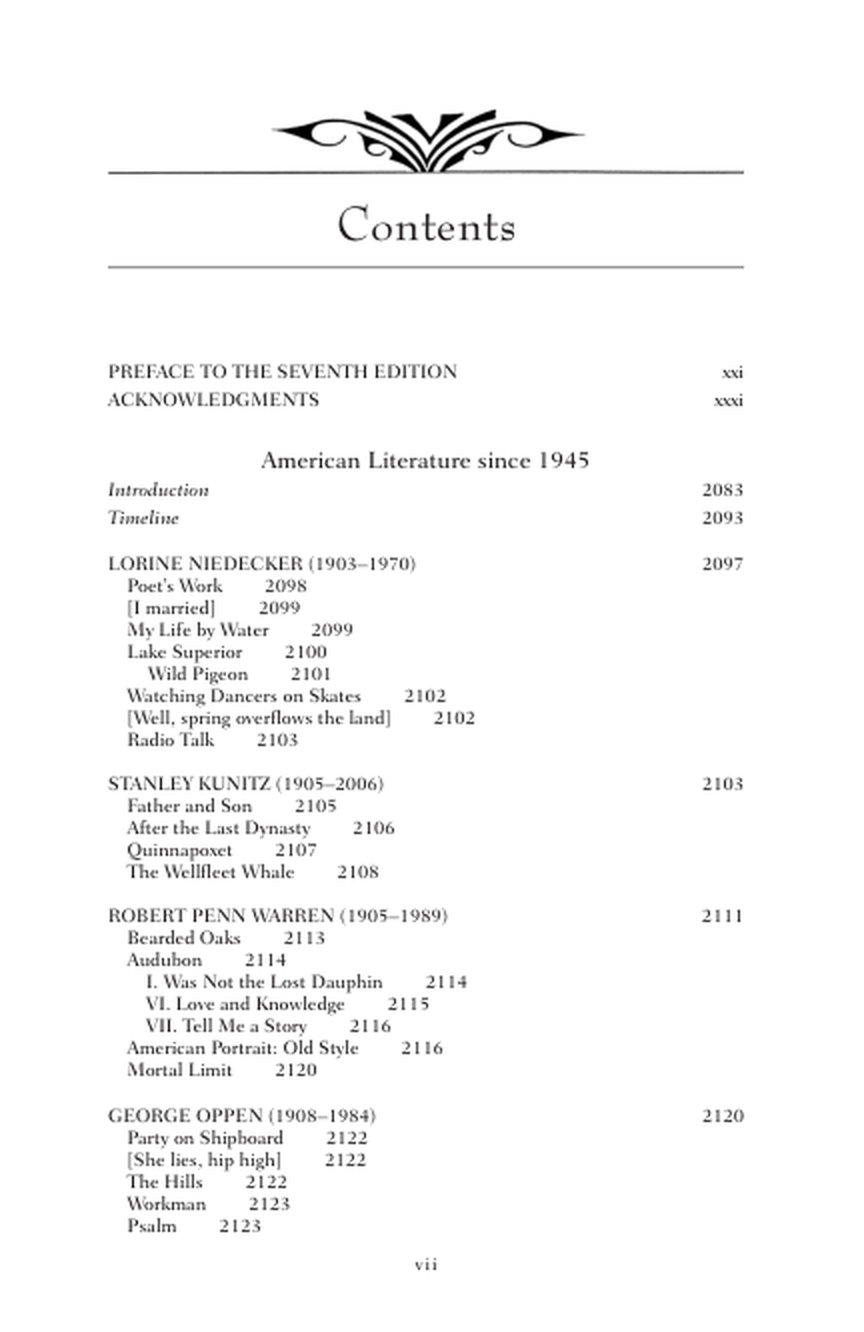 Contents
PREFACE TO THE SEVENTH EDITION xxi
ACKNOWLEDGMENTS xxxi
American Literature since 1945
Introduction 2083
Timeline 2093
LORINE NIEDECKER (1903–1970) 2097
Poet's Work 2098
[I married] 2099
My Life by Water 2099
Lake Superior 2100
Wild Pigeon 2101
Watching Dancers on Skates 2102
[Well, spring overflows the land] 2102
Radio Talk 2103
STANLEY KUNITZ (1905–2006) 2103
Father and Son 2105
After the Last Dynasty 2106
Quinnapoxet 2107
The Wellfleet Whale 2108
ROBERT PENN WARREN (1905–1989) 2111
Bearded Oaks 2113
Audubon 2114
I. Was Not the Lost Dauphin 2114
VI. Love and Knowledge 2115
VII. Tell Me a Story 2116
American Portrait: Old Style 2116
Mortal Limit 2120
GEORGE OPPEN (1908–1984) 2120
Party on Shipboard 2122
[She lies, hip high] 2122
The Hills 2122
Workman 2123
Psalm 2123
vii